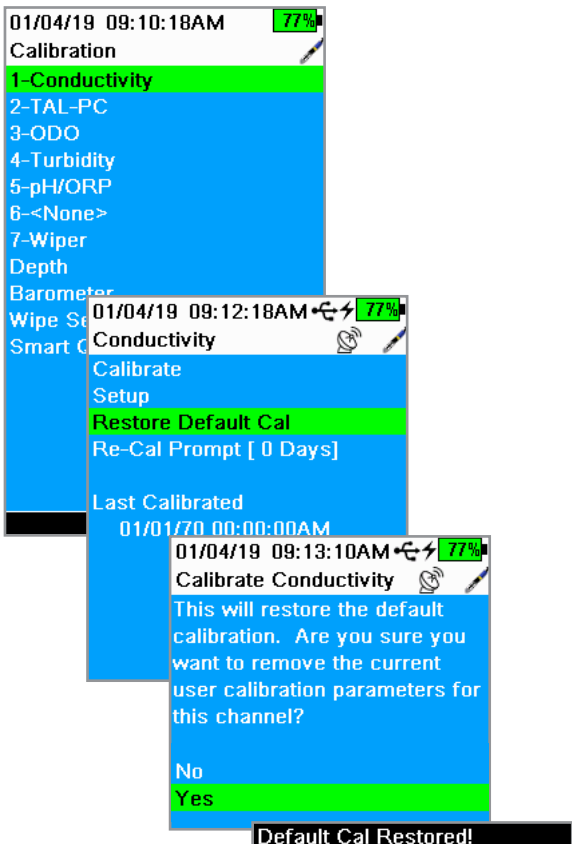 01/04/19 09:10:18AM 77%
Calibration
1-Conductivity
2-TAL-PC
3-ODO
4-Turbidity
5-pH/ORP
6-<None>
7-Wiper
Depth
Barometer
Wipe Se
Smart
01/04/19 09:12:18AM 77%
Conductivity
Calibrate
Setup
Restore Default Cal
Re-Cal Prompt [ 0 Days]
Last Calibrated
01/01/70 00:00:00AM
01/04/19 09:13:10AM 77%
Calibrate Conductivity
This will restore the default
calibration. Are you sure you
want to remove the current
user calibration parameters for
this channel?
No
Yes
Default Cal Restored!